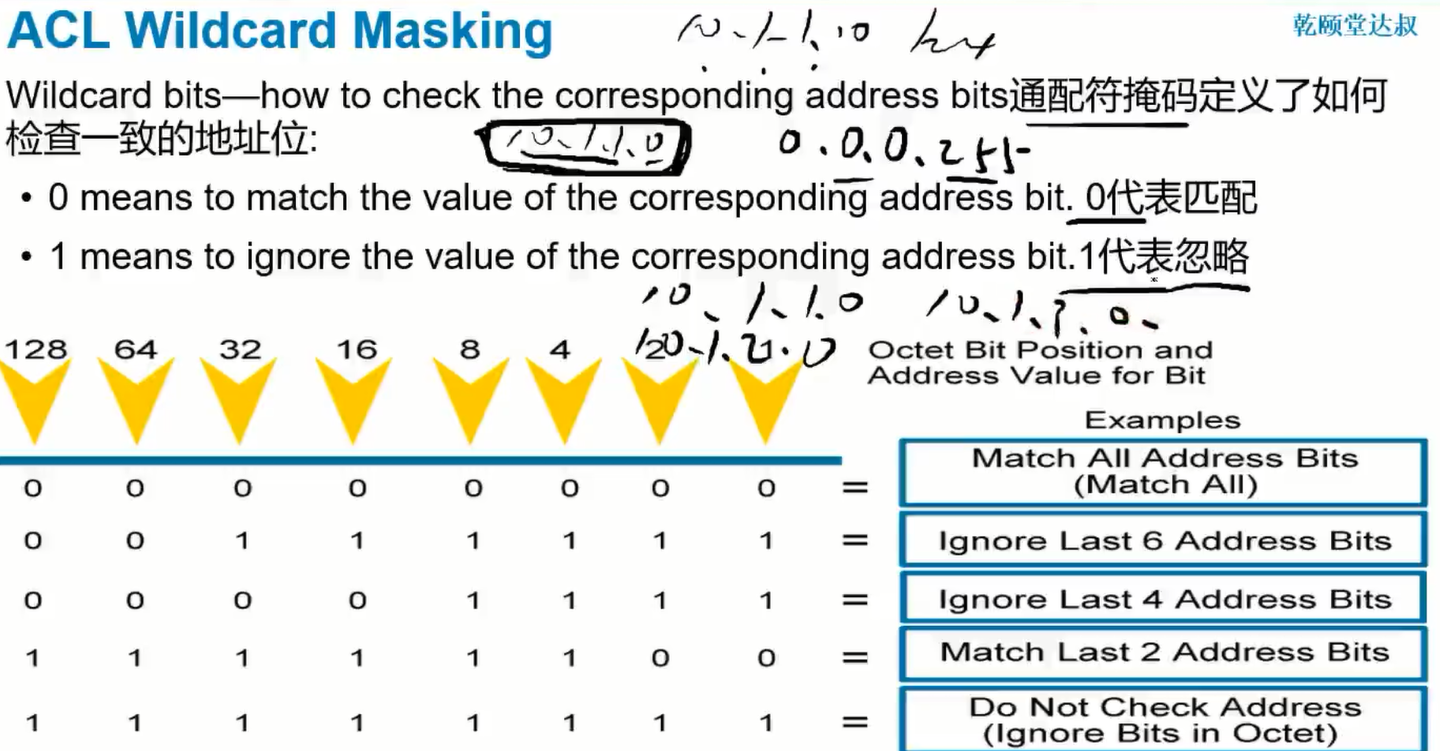 ACL Wildcard Masking
乾颐堂达叔
10.1.1.10
Wildcard bits—how to check the corresponding address bits通配符掩码定义了如何
检查一致的地址位:
10.1.1.0
0.0.0.255
• 0 means to match the value of the corresponding address bit. 0代表匹配
• 1 means to ignore the value of the corresponding address bit.1代表忽略
10.1.1.0
10.1.2.0
128 64 32 16 8 4 2 1
Octet Bit Position and
Address Value for Bit
Examples
0 0 0 0 0 0 0 0 = Match All Address Bits
(Match All)
0 0 1 1 1 1 1 1 = Ignore Last 6 Address Bits
0 0 0 0 1 1 1 1 = Ignore Last 4 Address Bits
1 1 1 1 1 1 0 0 = Match Last 2 Address Bits
1 1 1 1 1 1 1 1 = Do Not Check Address
(Ignore Bits in Octet)